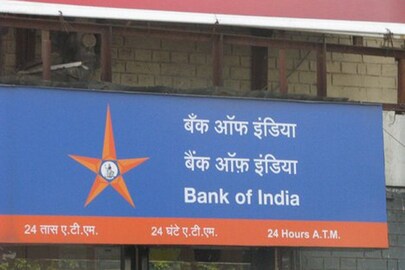 बँक ऑफ इंडिया
बैंक ऑफ़ इंडिया
Bank of India
24 तास ए.टी.एम. 24 घंटे ए.टी.एम. 24 Hours A.T.M.